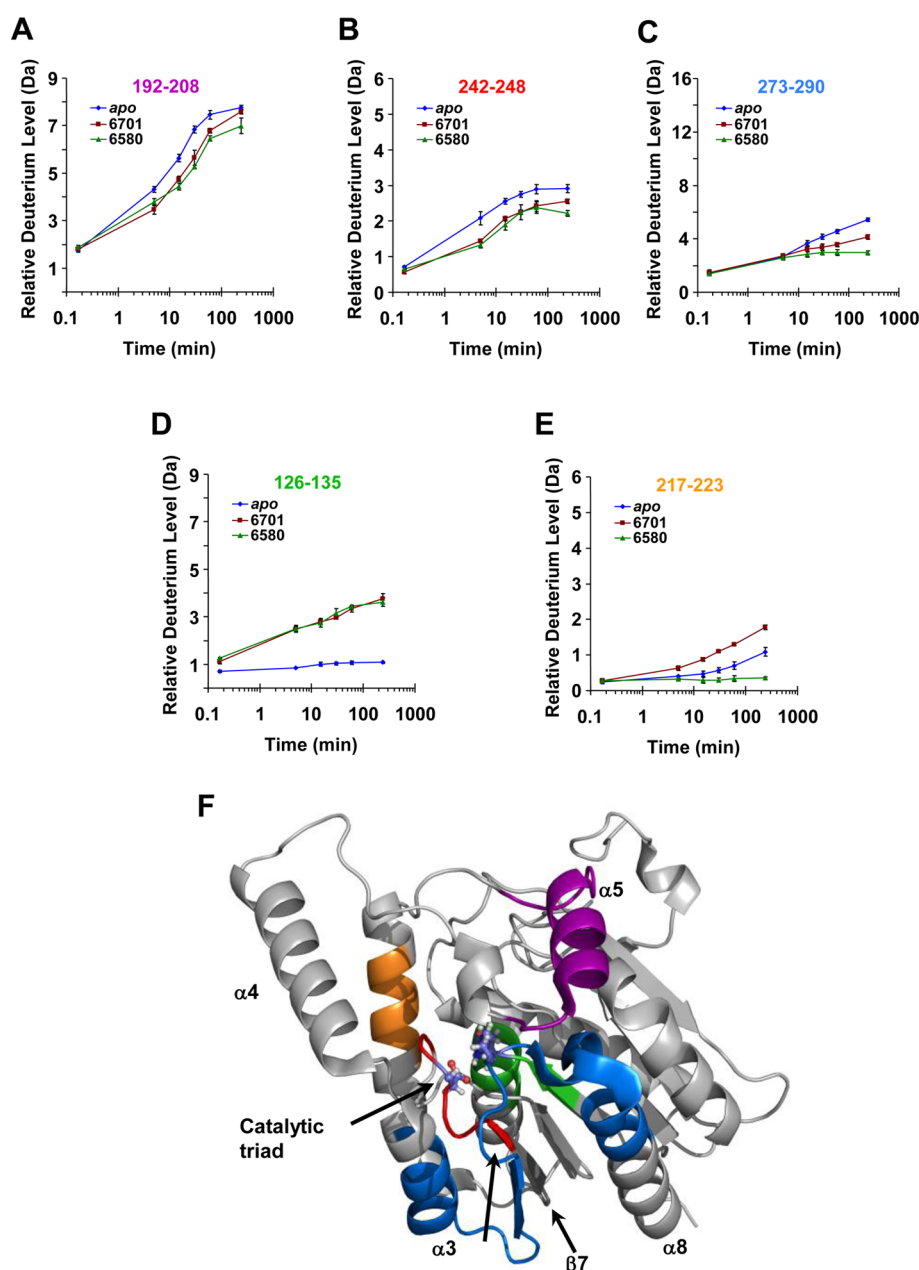 A
Relative Deuterium Level (Da)
192-208
apo
6701
6580
9
7
5
3
1
0.1 1 10 100 1000
Time (min)
B
Relative Deuterium Level (Da)
242-248
apo
6701
6580
6
5
4
3
2
1
0
0.1 1 10 100 1000
Time (min)
C
Relative Deuterium Level (Da)
273-290
apo
6701
6580
16
12
8
4
0
0.1 1 10 100 1000
Time (min)
D
Relative Deuterium Level (Da)
126-135
apo
6701
6580
9
7
5
3
1
0.1 1 10 100 1000
Time (min)
E
Relative Deuterium Level (Da)
217-223
apo
6701
6580
6
5
4
3
2
1
0
0.1 1 10 100 1000
Time (min)
F
α5
α4
Catalytic
triad
α3
β7
α8